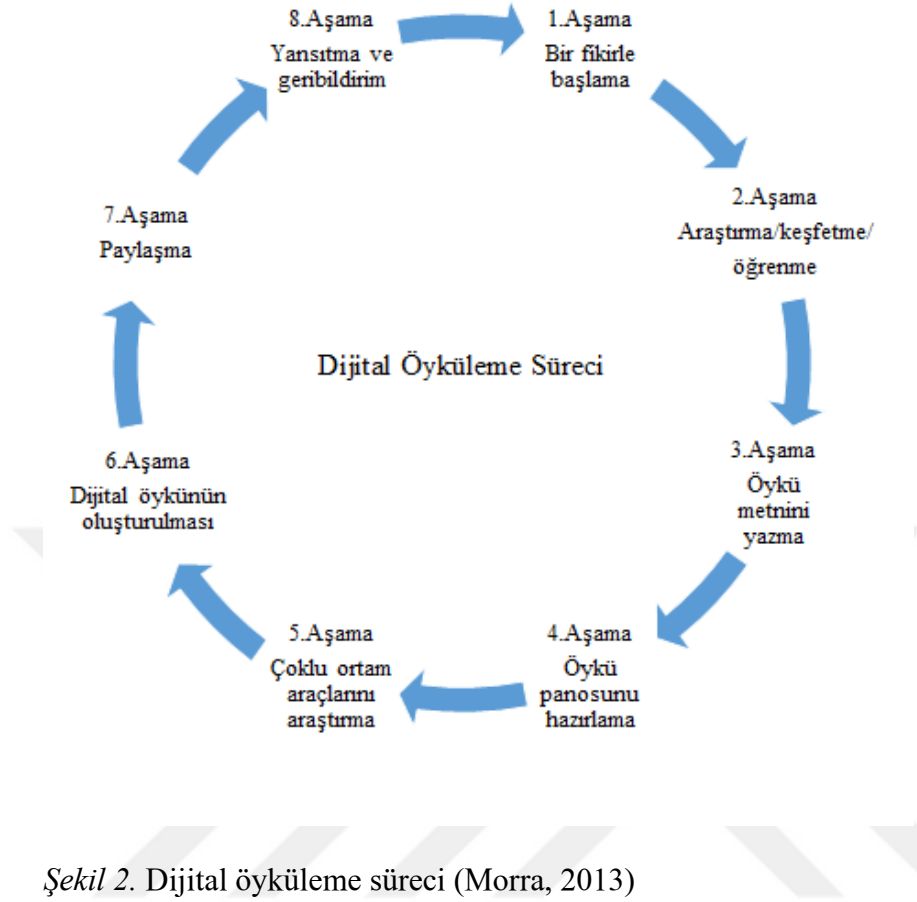 8.Aşama
Yansıtma ve
geribildirim
1.Aşama
Bir fikirle
başlama
2.Aşama
Araştırma/keşfetme/
öğrenme
3.Aşama
Öykü
metnini
yazma
4.Aşama
Öykü
panosunu
hazırlama
5.Aşama
Çoklu ortam
araçlarını
araştırma
6.Aşama
Dijital öykünün
oluşturulması
7.Aşama
Paylaşma
Dijital Öyküleme Süreci
Şekil 2. Dijital öyküleme süreci (Morra, 2013)